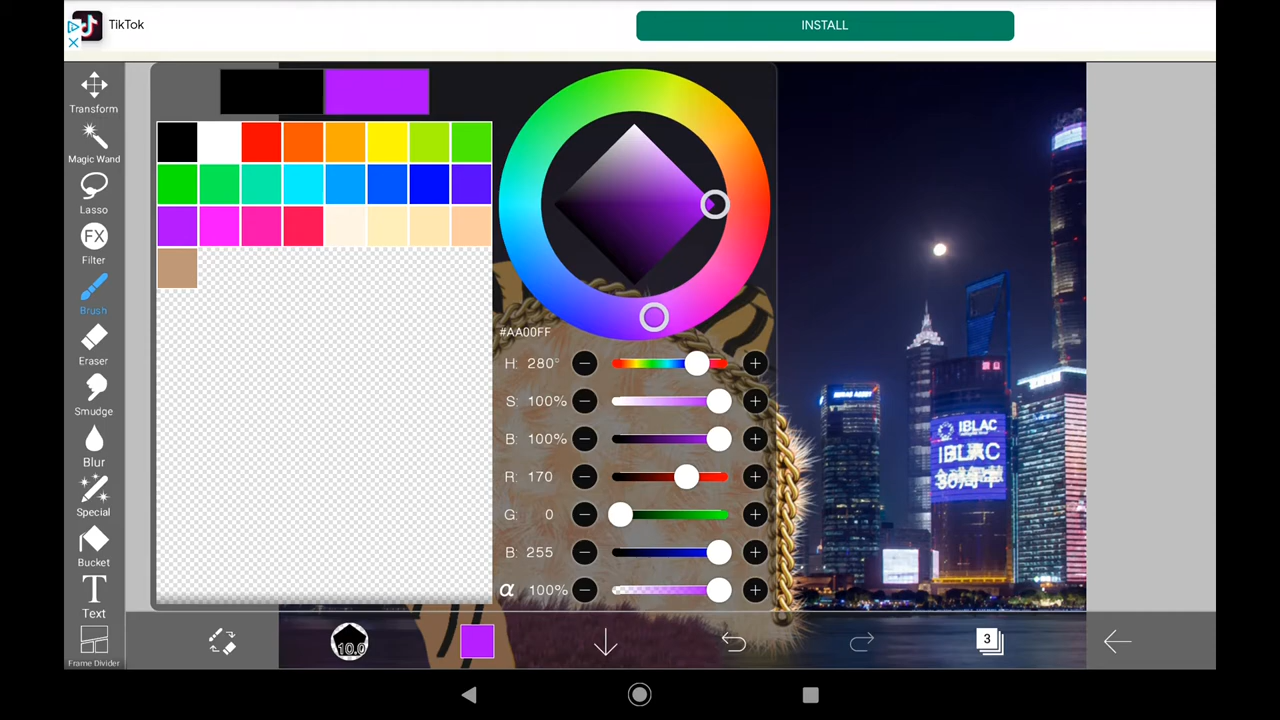 TikTok
INSTALL
Transform
Magic Wand
Lasso
FX
Filter
Brush
Eraser
Smudge
Blur
Special
Bucket
T
Text
Frame Divider
#AA00FF
H: 280°
S: 100%
B: 100%
R: 170
G: 0
B: 255
α 100%
IBLAC
IBLAC
10.0
3